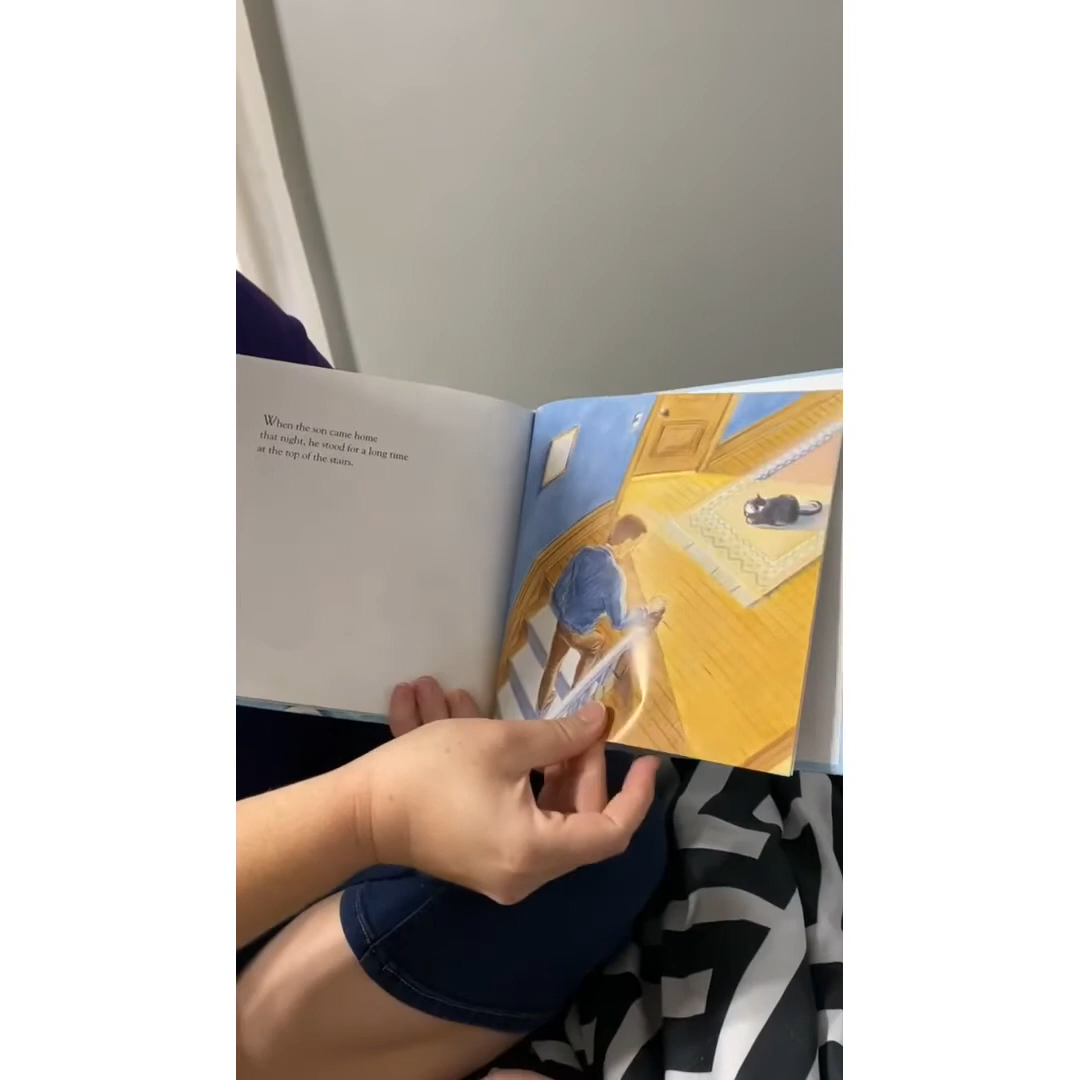 When the son came home
that night, he stood for a long time
at the top of the stairs.